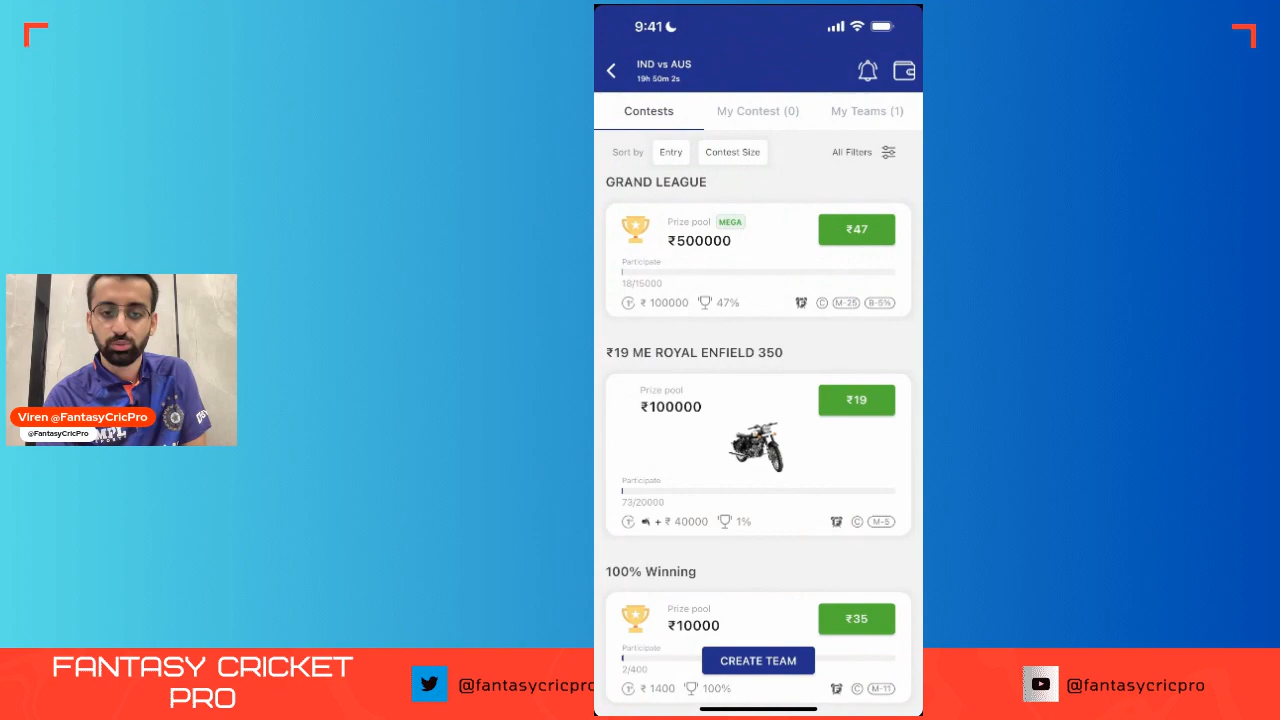 9:41
IND vs AUS
19h 50m 2s
Contests My Contest (0) My Teams (1)
Sort by Entry Contest Size All Filters
GRAND LEAGUE
Prize pool MEGA
₹500000
₹47
Participate
18/15000
₹ 100000 47% C M-25 B-5%
₹19 ME ROYAL ENFIELD 350
Prize pool
₹100000
₹19
Participate
73/20000
+ ₹ 40000 1% C M-5
100% Winning
Prize pool
₹10000
₹35
Participate
2/400
CREATE TEAM
₹ 1400 100% C M-11
Viren @FantasyCricPro
@FantasyCricPro
MPL
FANTASY CRICKET
PRO
@fantasycricpro
@fantasycricpro